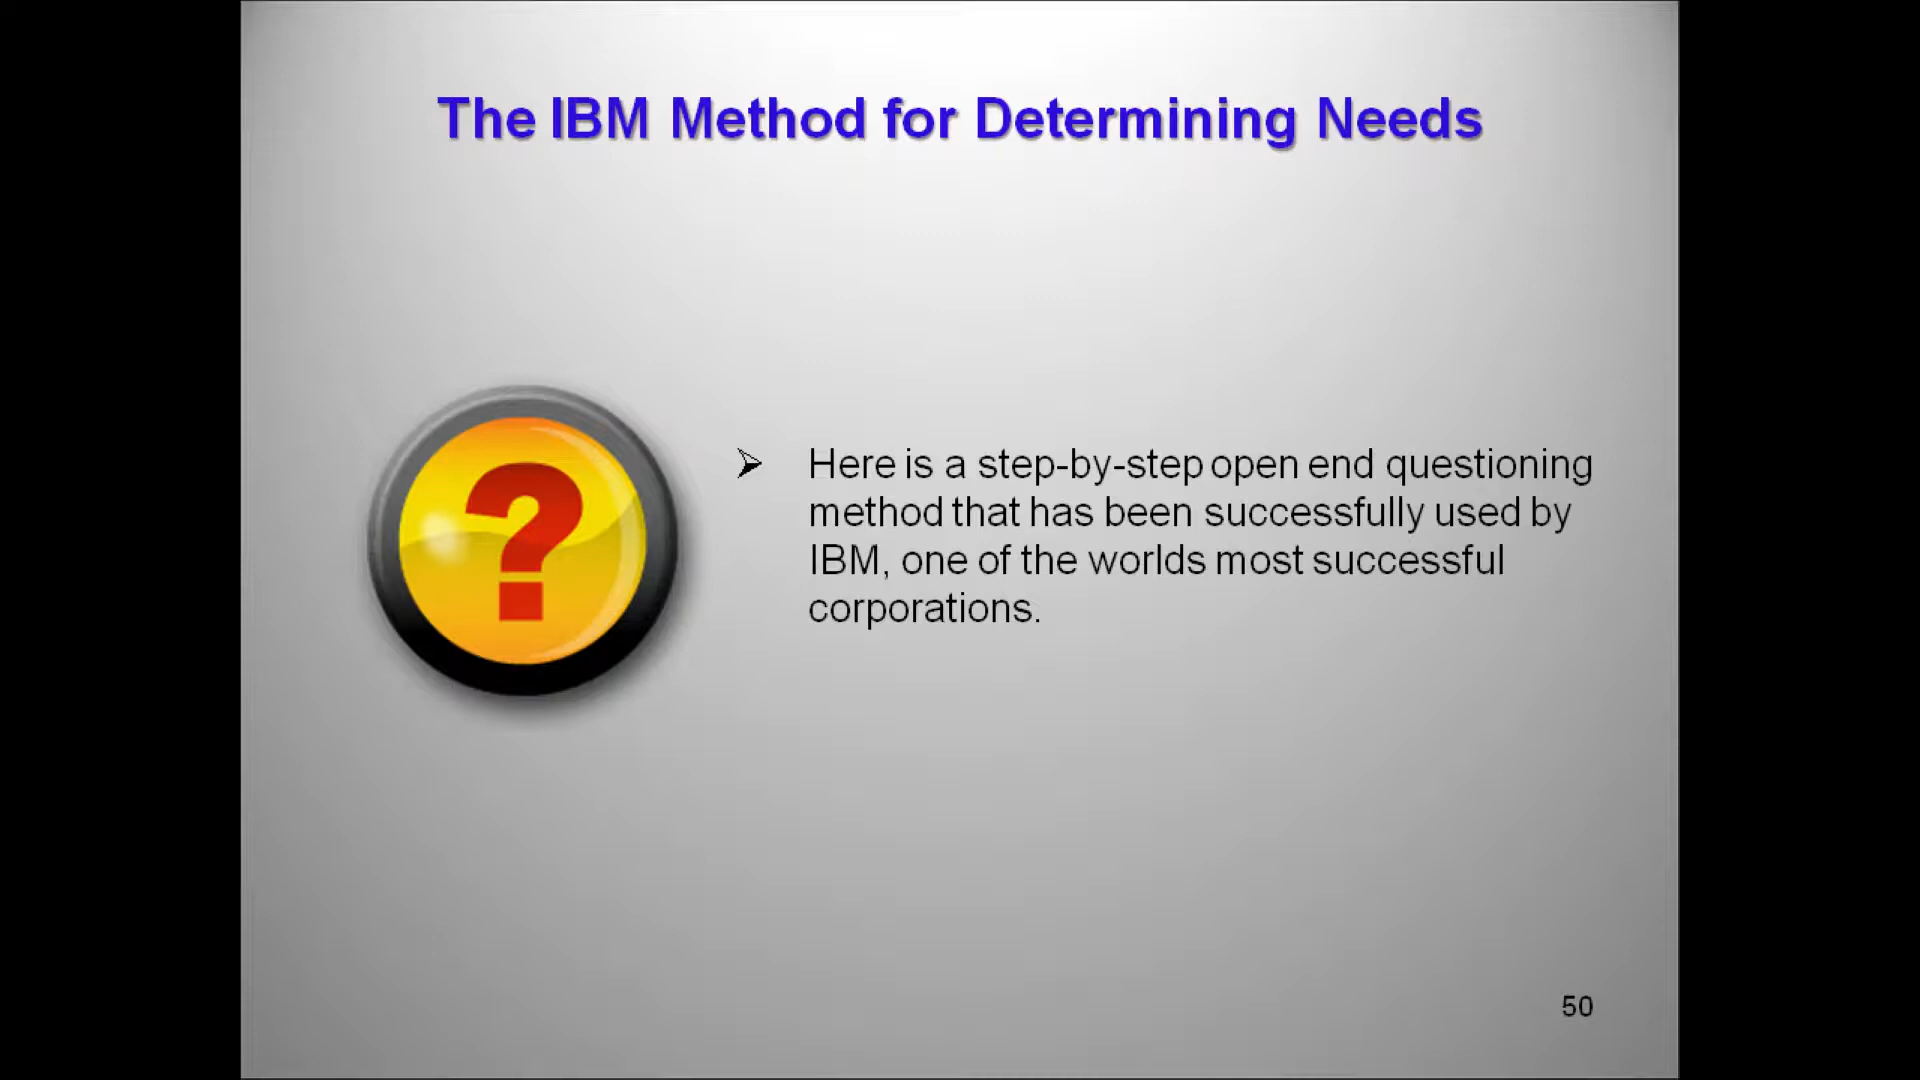 The IBM Method for Determining Needs
?
➢ Here is a step-by-step open end questioning
method that has been successfully used by
IBM, one of the worlds most successful
corporations.
50